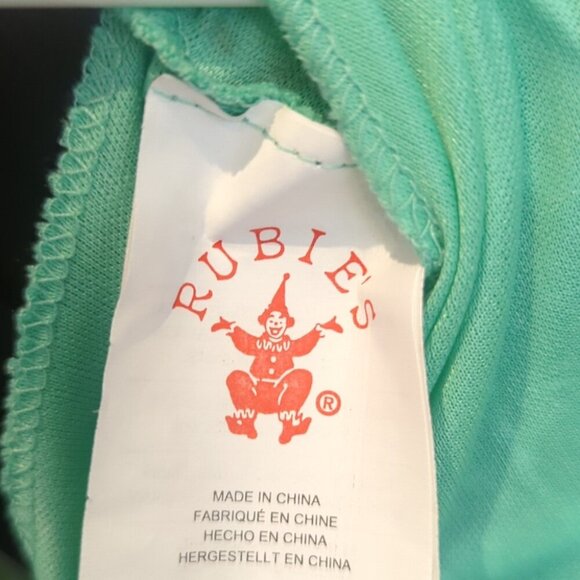 RUBIE'S
®
MADE IN CHINA
FABRIQUÉ EN CHINE
HECHO EN CHINA
HERGESTELLT EN CHINA